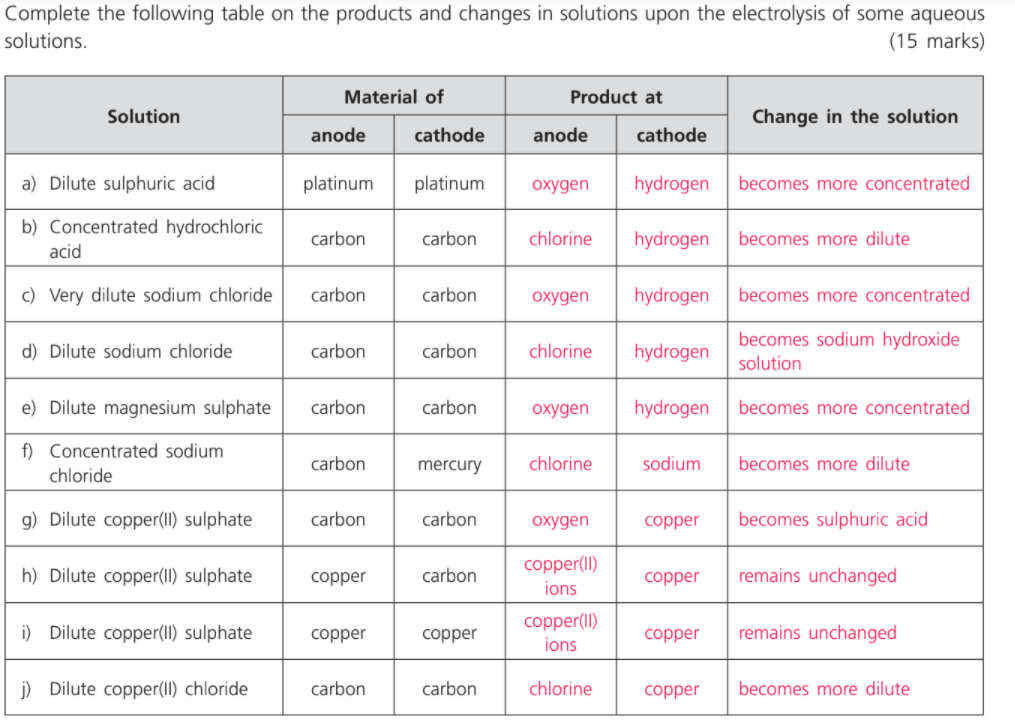 Complete the following table on the products and changes in solutions upon the electrolysis of some aqueous
solutions. (15 marks)
Solution
Material of
Product at
Change in the solution
anode
cathode
anode
cathode
a) Dilute sulphuric acid
platinum
platinum
oxygen
hydrogen
becomes more concentrated
b) Concentrated hydrochloric
acid
carbon
carbon
chlorine
hydrogen
becomes more dilute
c) Very dilute sodium chloride
carbon
carbon
oxygen
hydrogen
becomes more concentrated
d) Dilute sodium chloride
carbon
carbon
chlorine
hydrogen
becomes sodium hydroxide
solution
e) Dilute magnesium sulphate
carbon
carbon
oxygen
hydrogen
becomes more concentrated
f) Concentrated sodium
chloride
carbon
mercury
chlorine
sodium
becomes more dilute
g) Dilute copper(II) sulphate
carbon
carbon
oxygen
copper
becomes sulphuric acid
h) Dilute copper(II) sulphate
copper
carbon
copper(II)
ions
copper
remains unchanged
i) Dilute copper(II) sulphate
copper
copper
copper(II)
ions
copper
remains unchanged
j) Dilute copper(II) chloride
carbon
carbon
chlorine
copper
becomes more dilute